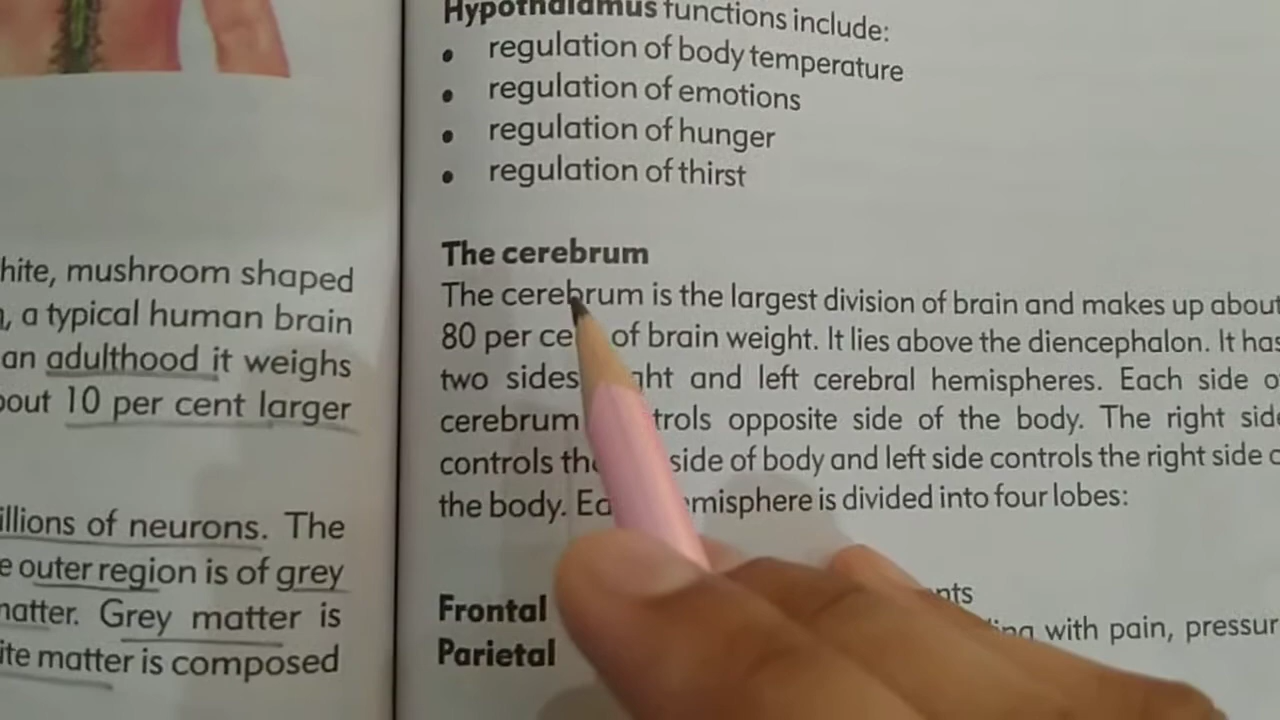 hite, mushroom shaped
, a typical human brain
an adulthood it weighs
out 10 per cent larger
illions of neurons. The
e outer region is of grey
matter. Grey matter is
ite matter is composed
Hypothalamus functions include:
• regulation of body temperature
• regulation of emotions
• regulation of hunger
• regulation of thirst
The cerebrum
The cerebrum is the largest division of brain and makes up about
80 per ce of brain weight. It lies above the diencephalon. It has
two sides ght and left cerebral hemispheres. Each side o
cerebrum trols opposite side of the body. The right side
controls the side of body and left side controls the right side o
the body. Ea emisphere is divided into four lobes:
Frontal nts
Parietal ing with pain, pressur